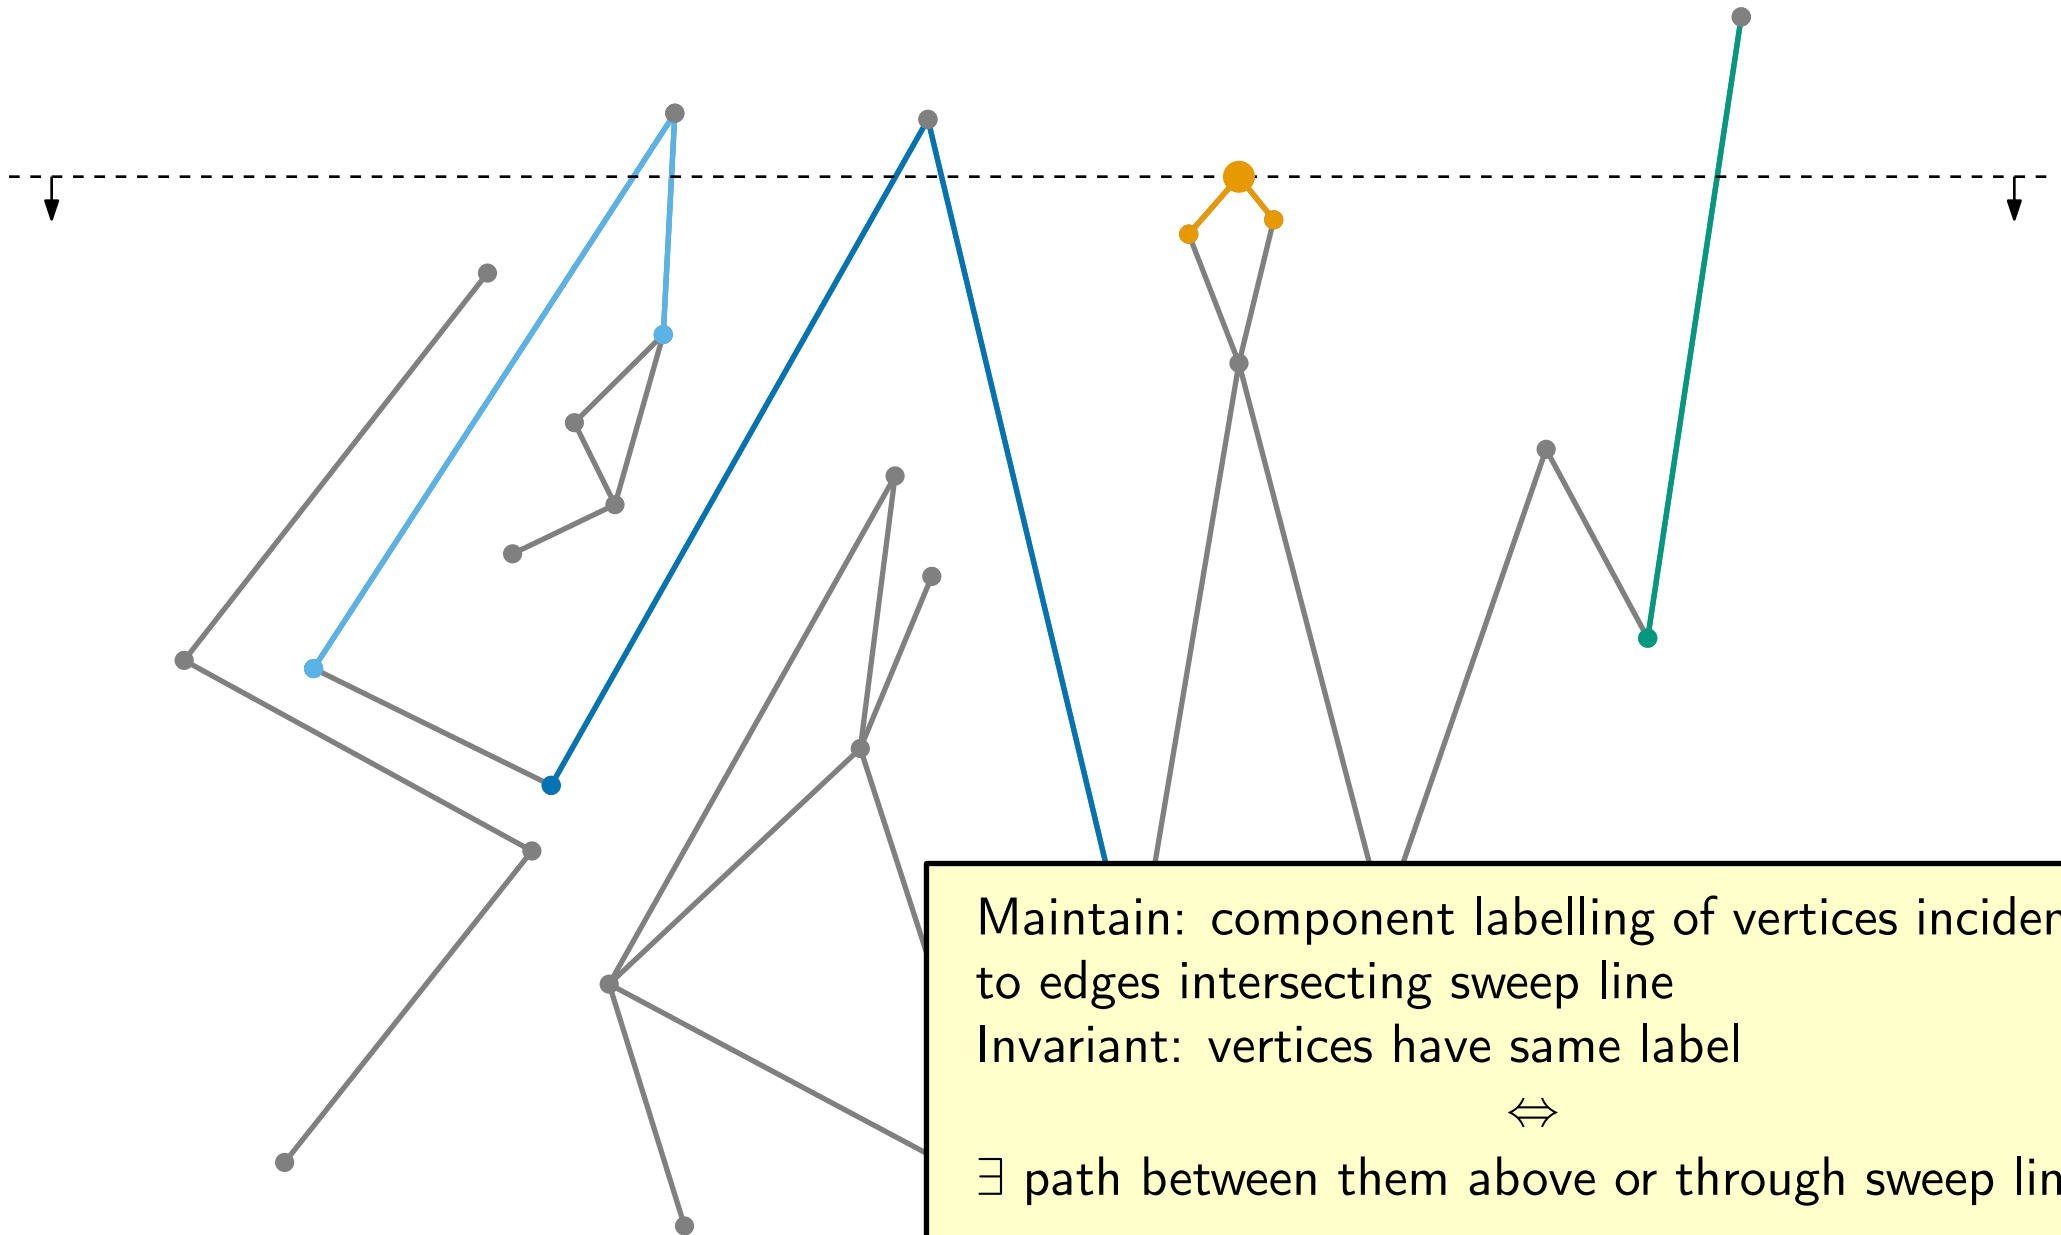 Maintain: component labelling of vertices inciden
to edges intersecting sweep line
Invariant: vertices have same label
⇔
∃ path between them above or through sweep lin